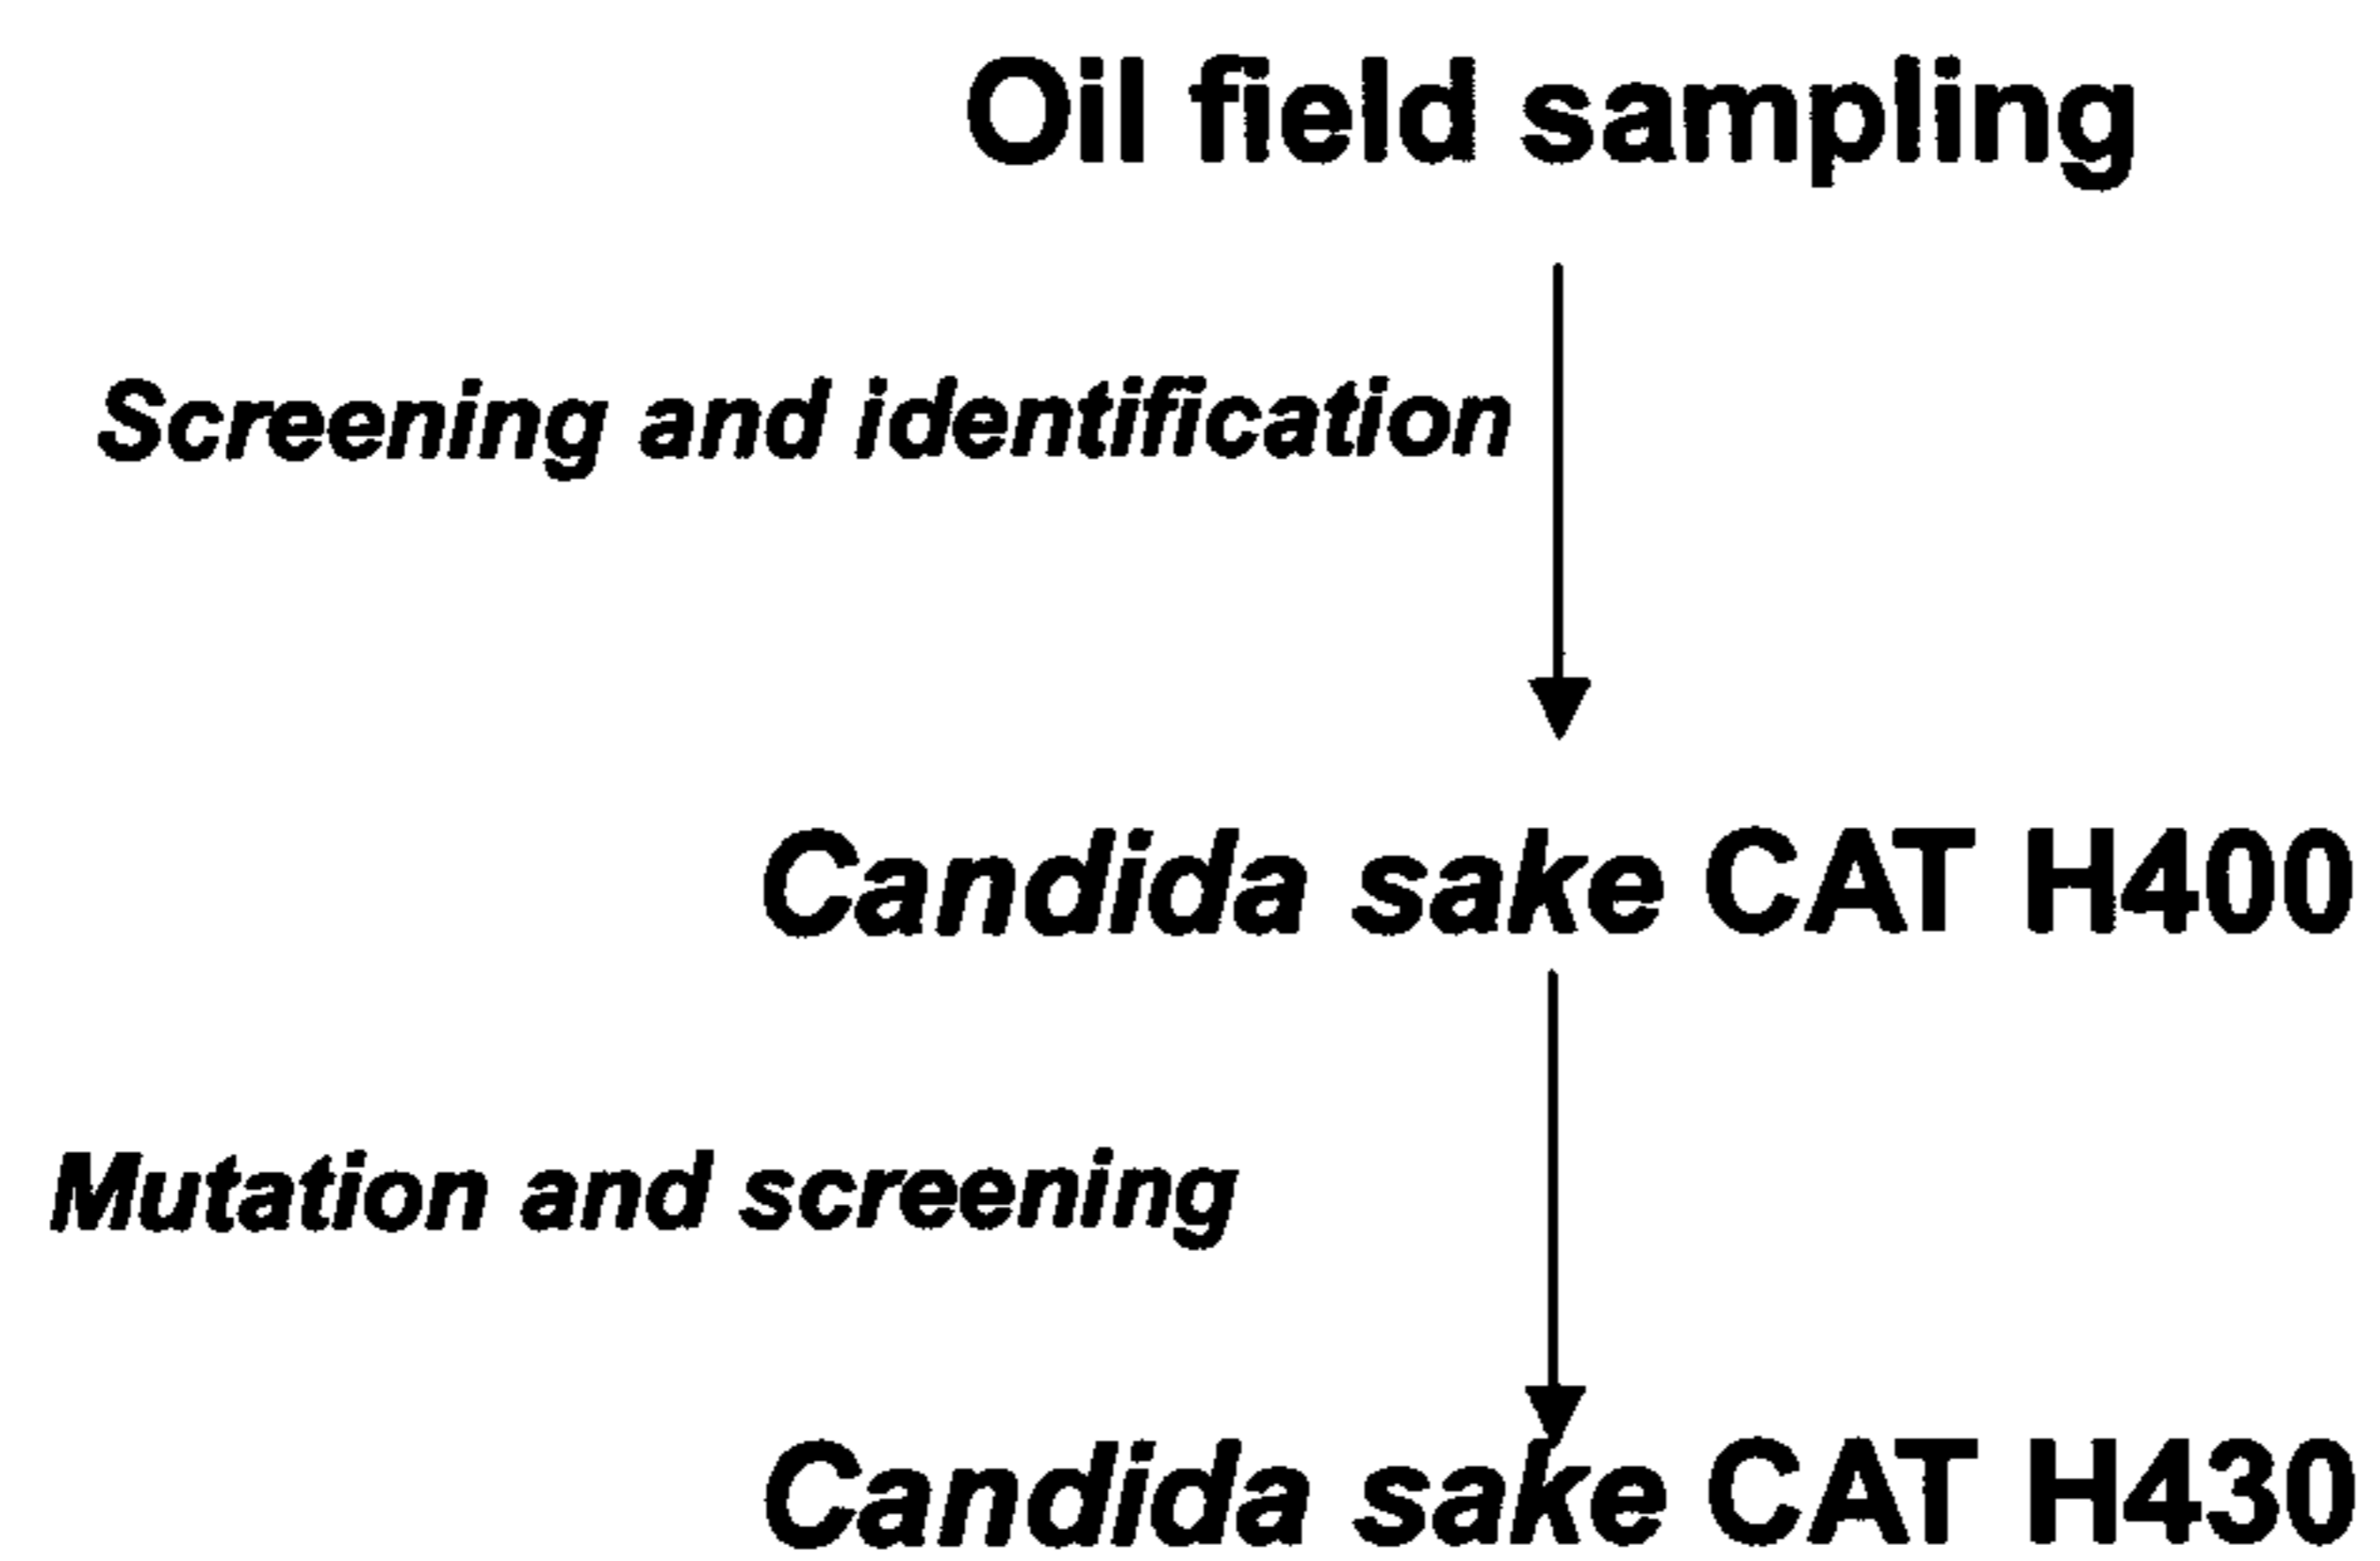 Oil field sampling
Screening and identification
Candida sake CAT H400
Mutation and screening
Candida sake CAT H430